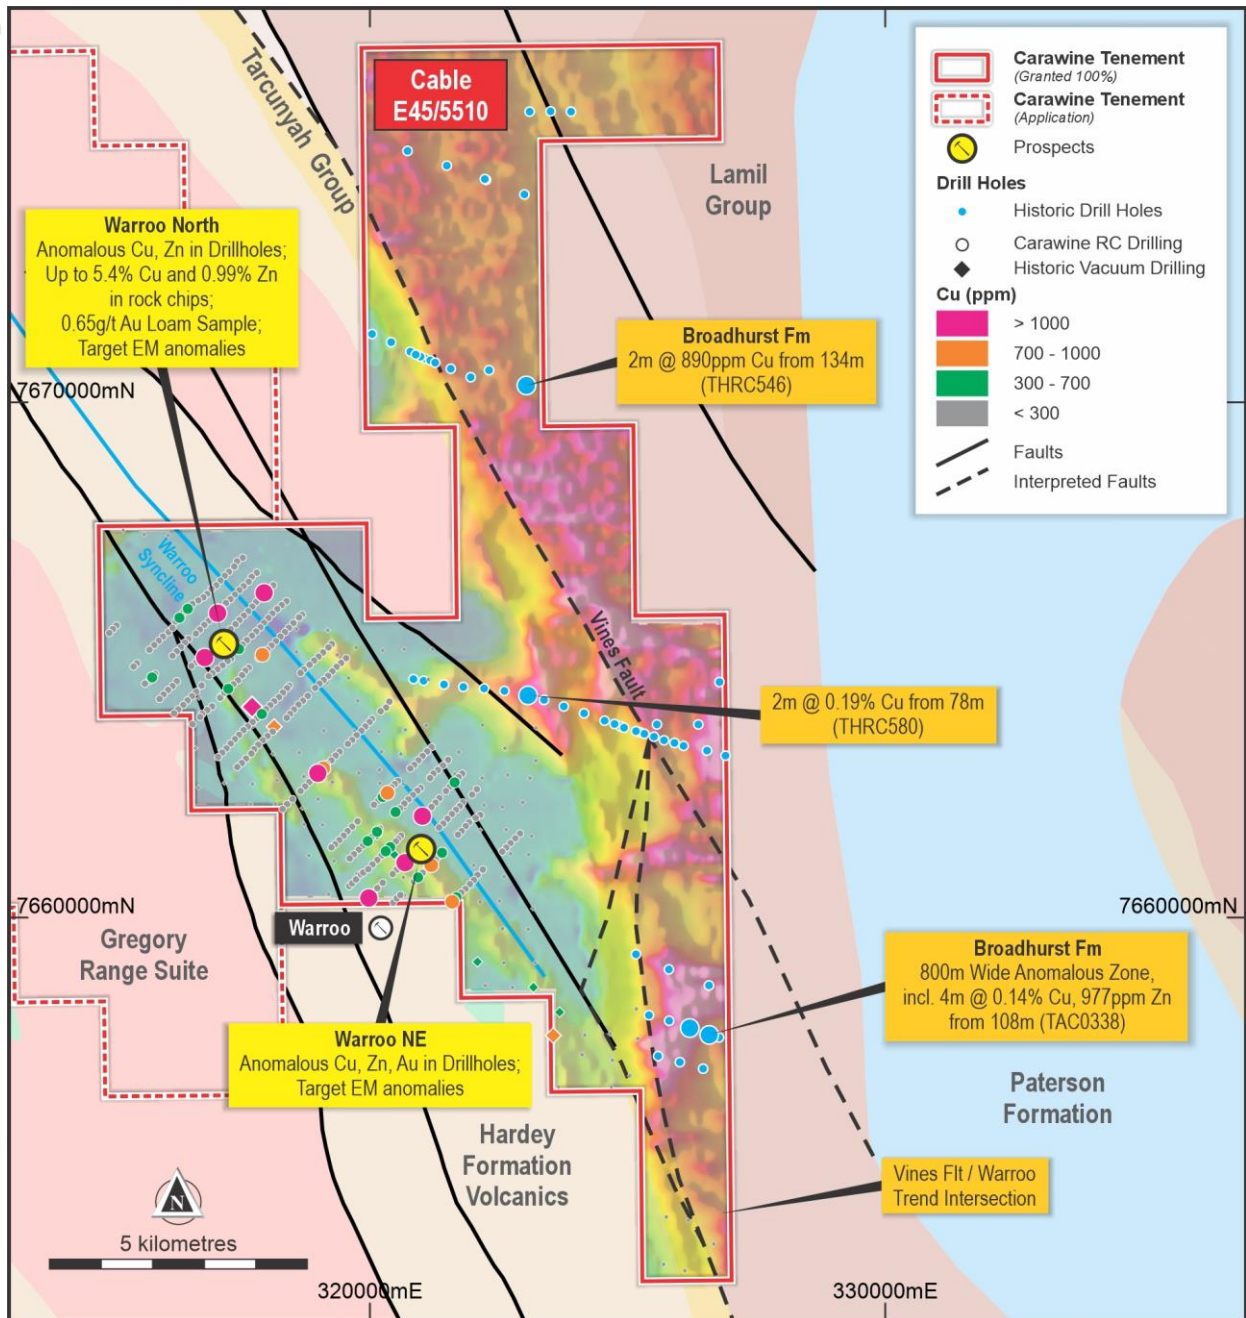 Cable
E45/5510
Tarcunyah Group
Lamil
Group
Carawine Tenement
(Granted 100%)
Carawine Tenement
(Application)
Prospects
Drill Holes
Historic Drill Holes
Carawine RC Drilling
Historic Vacuum Drilling
Cu (ppm)
> 1000
700 - 1000
300 - 700
< 300
Faults
Interpreted Faults
Warroo North
Anomalous Cu, Zn in Drillholes;
Up to 5.4% Cu and 0.99% Zn
in rock chips;
0.65g/t Au Loam Sample;
Target EM anomalies
Broadhurst Fm
2m @ 890ppm Cu from 134m
(THRC546)
7670000mN
Warroo
Syncline
Vines Fault
2m @ 0.19% Cu from 78m
(THRC580)
7660000mN
7660000mN
Warroo
Gregory
Range Suite
Broadhurst Fm
800m Wide Anomalous Zone,
incl. 4m @ 0.14% Cu, 977ppm Zn
from 108m (TAC0338)
Warroo NE
Anomalous Cu, Zn, Au in Drillholes;
Target EM anomalies
Paterson
Formation
Hardey
Formation
Volcanics
Vines Flt / Warroo
Trend Intersection
N
5 kilometres
320000mE
330000mE